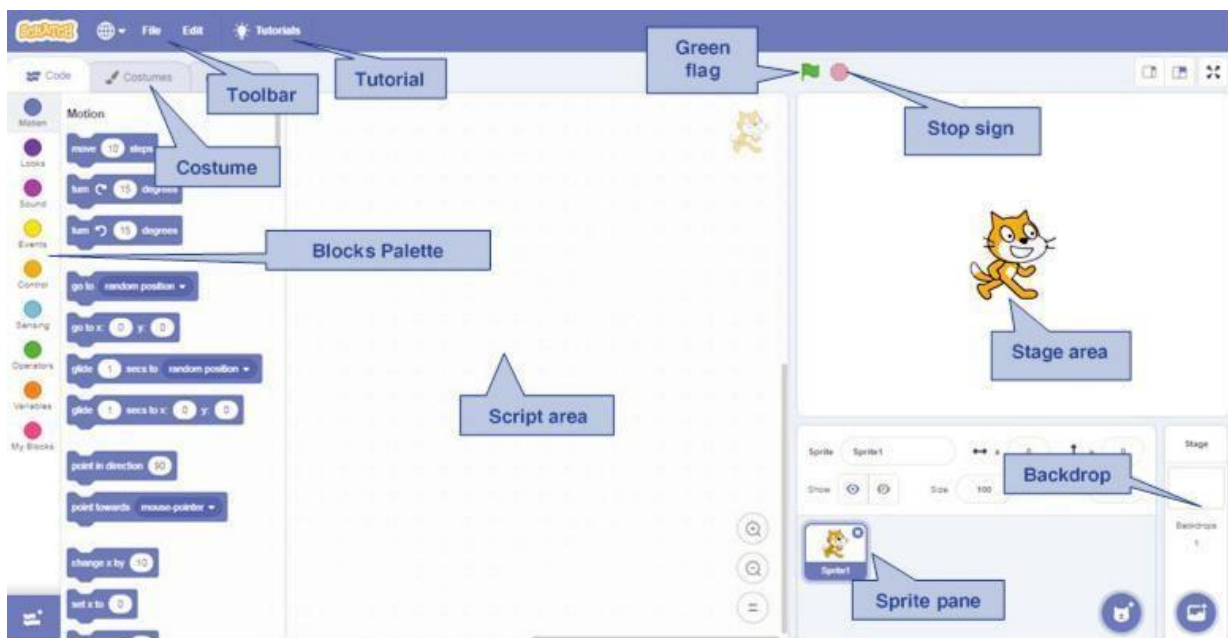 SCRATCH
File Edit Tutorials
Green
flag
Code Costumes
Tutorial
Toolbar
Stop sign
Motion
Motion
move 10 steps
Costume
Looks
turn 15 degrees
Sound
turn 15 degrees
Events
Blocks Palette
Control
go to random position
Sensing
go to x: 0 y: 0
Operators
glide 1 secs to random position
Variables
glide 1 secs to x: 0 y: 0
My Blocks
Stage area
Script area
point in direction 90
point towards mouse-pointer
change x by 10
set x to 0
Sprite Sprite1 x 0 0
Stage
Show Size 100
Backdrop
Backdrops
1
Sprite1
Sprite pane